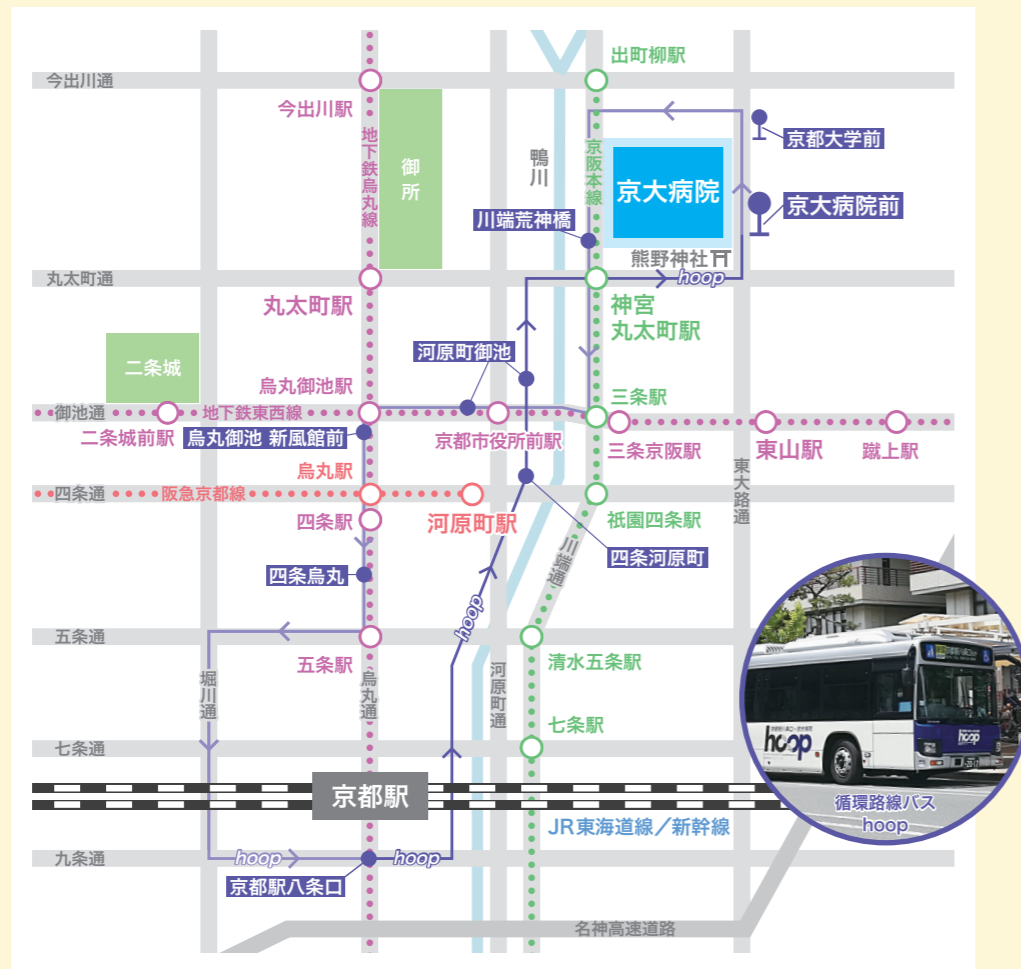 出町柳駅
今出川通
今出川駅
地下鉄烏丸線
御所
鴨川
京阪本線
京都大学前
京大病院
京大病院前
川端荒神橋
熊野神社
丸太町通
hoop
丸太町駅
神宮
丸太町駅
河原町御池
二条城
烏丸御池駅
三条駅
御池通
地下鉄東西線
二条城前駅
烏丸御池 新風館前
京都市役所前駅
三条京阪駅
東山駅
蹴上駅
烏丸駅
東大路通
四条通
阪急京都線
河原町駅
四条駅
祇園四条駅
川端通
四条河原町
四条烏丸
hoop
五条通
五条駅
清水五条駅
堀川通
烏丸通
河原町通
七条駅
七条通
hoop
京都駅
循環路線バス
hoop
JR東海道線／新幹線
九条通
hoop
hoop
京都駅八条口
名神高速道路